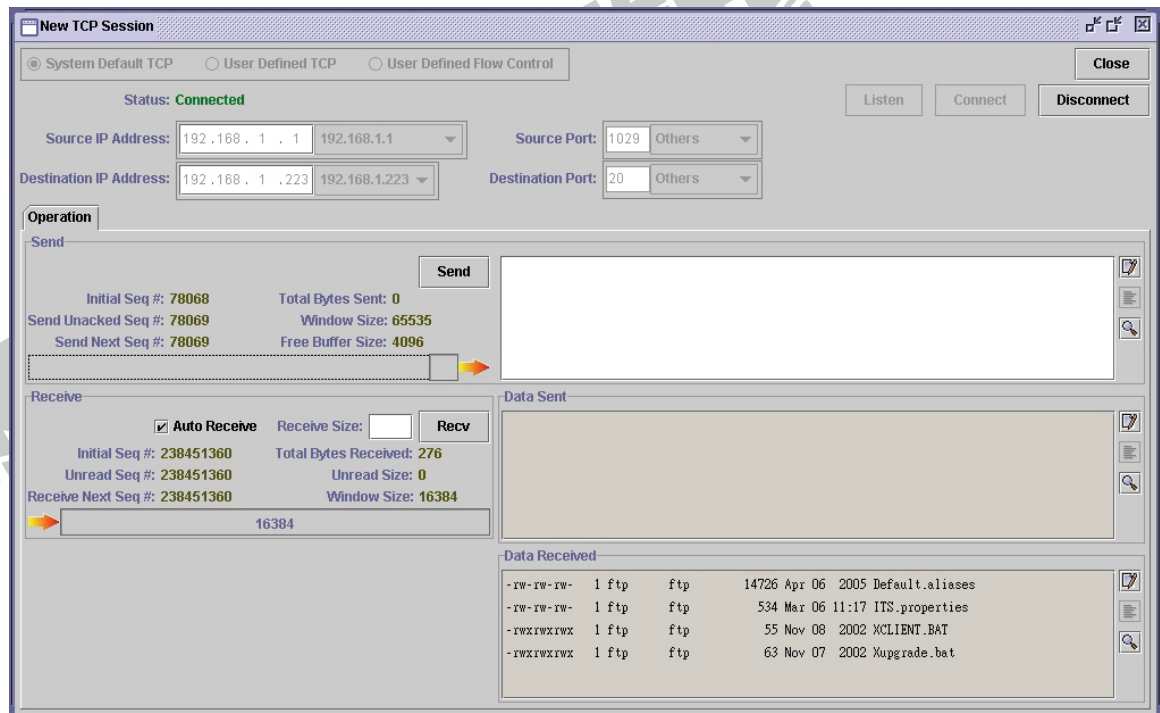 New TCP Session
System Default TCP User Defined TCP User Defined Flow Control Close
Status: Connected Listen Connect Disconnect
Source IP Address: 192.168. 1 . 1 192.168.1.1 Source Port: 1029 Others
Destination IP Address: 192.168. 1 .223 192.168.1.223 Destination Port: 20 Others
Operation
Send
Send
Initial Seq #: 78068 Total Bytes Sent: 0
Send Unacked Seq #: 78069 Window Size: 65535
Send Next Seq #: 78069 Free Buffer Size: 4096
Receive
Auto Receive Receive Size: Recv
Initial Seq #: 238451360 Total Bytes Received: 276
Unread Seq #: 238451360 Unread Size: 0
Receive Next Seq #: 238451360 Window Size: 16384
16384
Data Sent
Data Received
-rw-rw-rw- 1 ftp ftp 14726 Apr 06 2005 Default.aliases
-rw-rw-rw- 1 ftp ftp 534 Mar 06 11:17 ITS.properties
-rwxrwxrwx 1 ftp ftp 55 Nov 08 2002 XCLIENT.BAT
-rwxrwxrwx 1 ftp ftp 63 Nov 07 2002 Xupgrade.bat